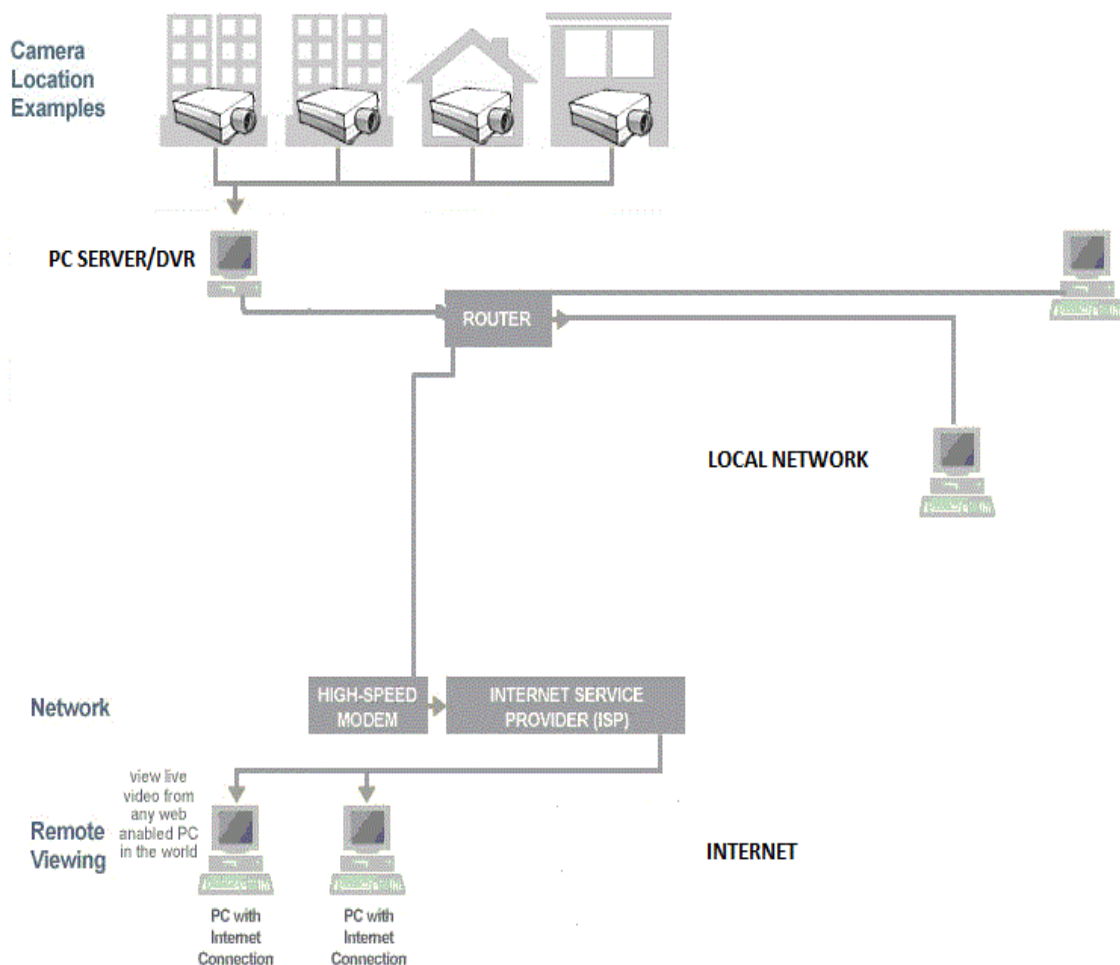 Camera
Location
Examples
PC SERVER/DVR
ROUTER
LOCAL NETWORK
Network
HIGH-SPEED
MODEM
INTERNET SERVICE
PROVIDER (ISP)
view live
video from
any web
anabled PC
in the world
Remote
Viewing
INTERNET
PC with
Internet
Connection
PC with
Internet
Connection